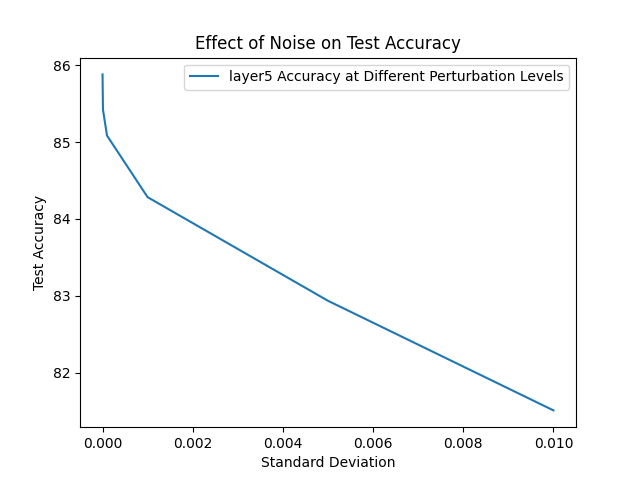 Effect of Noise on Test Accuracy
layer5 Accuracy at Different Perturbation Levels
Test Accuracy
86
85
84
83
82
0.000 0.002 0.004 0.006 0.008 0.010
Standard Deviation